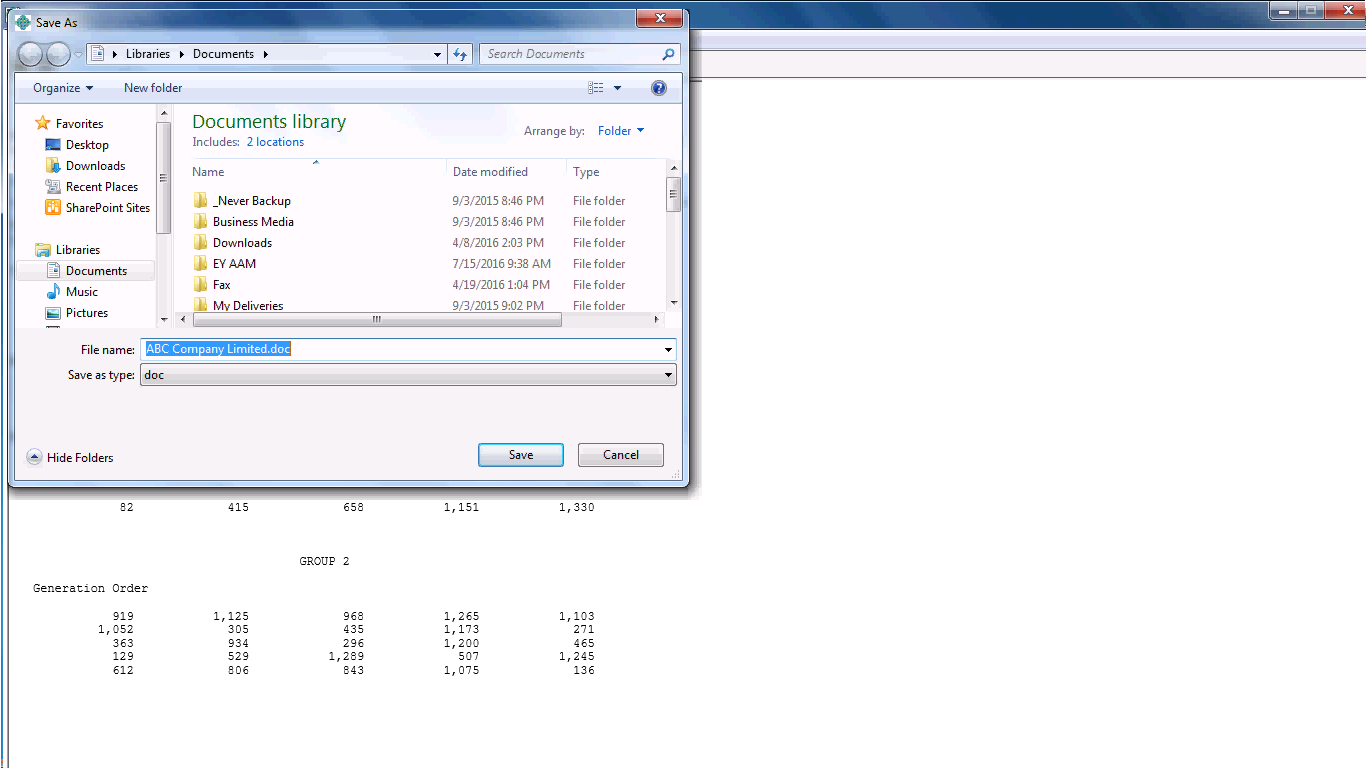 Save As
Libraries Documents
Search Documents
Organize New folder
Favorites
Desktop
Downloads
Recent Places
SharePoint Sites
Libraries
Documents
Music
Pictures
Documents library
Includes: 2 locations
Arrange by: Folder
Name Date modified Type
_Never Backup 9/3/2015 8:46 PM File folder
Business Media 9/3/2015 8:46 PM File folder
Downloads 4/8/2016 2:03 PM File folder
EY AAM 7/15/2016 9:38 AM File folder
Fax 4/19/2016 1:04 PM File folder
My Deliveries 9/3/2015 9:02 PM File folder
File name: ABC Company Limited.doc
Save as type: doc
Hide Folders
Save Cancel
82 415 658 1,151 1,330
GROUP 2
Generation Order
919 1,125 968 1,265 1,103
1,052 305 435 1,173 271
363 934 296 1,200 465
129 529 1,289 507 1,245
612 806 843 1,075 136